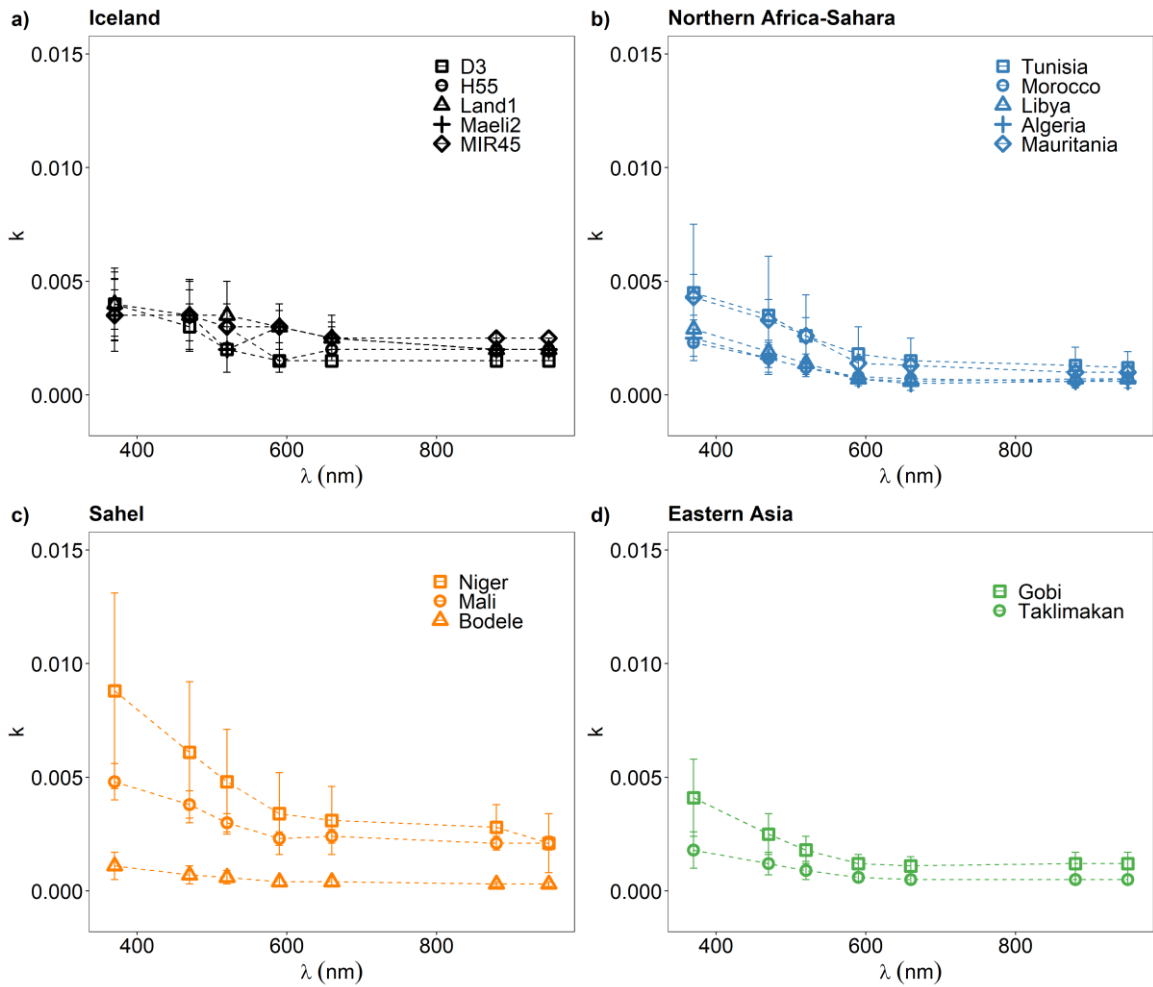 a) Iceland
0.015
0.010
0.005
0.000
k
D3
H55
Land1
Maeli2
MIR45
400 600 800
λ (nm)
b) Northern Africa-Sahara
0.015
0.010
0.005
0.000
k
Tunisia
Morocco
Libya
Algeria
Mauritania
400 600 800
λ (nm)
c) Sahel
0.015
0.010
0.005
0.000
k
Niger
Mali
Bodele
400 600 800
λ (nm)
d) Eastern Asia
0.015
0.010
0.005
0.000
k
Gobi
Taklimakan
400 600 800
λ (nm)